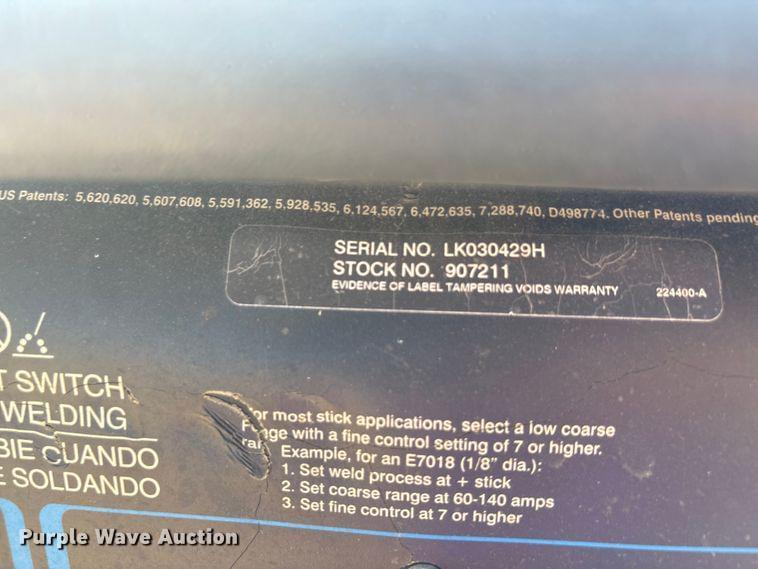 US Patents: 5,620,620, 5,607,608, 5,591,362, 5,928,535, 6,124,567, 6,472,635, 7,288,740, D498774. Other Patents pending
SERIAL NO. LK030429H
STOCK NO. 907211
EVIDENCE OF LABEL TAMPERING VOIDS WARRANTY 224400-A
T SWITCH
WELDING
BIE CUANDO
E SOLDANDO
For most stick applications, select a low coarse
range with a fine control setting of 7 or higher.
Example, for an E7018 (1/8" dia.):
1. Set weld process at + stick
2. Set coarse range at 60-140 amps
3. Set fine control at 7 or higher
Purple Wave Auction